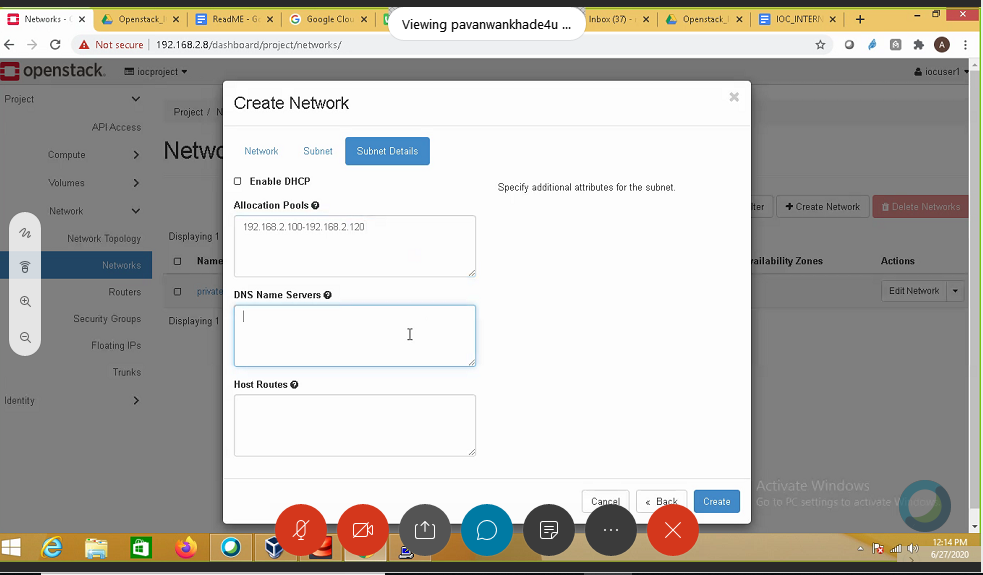 Networks - G
Openstack_I
ReadME - G
Google Clou
Viewing pavanwankhade4u ...
Inbox (37) -
Openstack_
IOC_INTERN
Not secure
192.168.2.8/dashboard/project/networks/
A
openstack.
iocproject
iocuser1
Project
API Access
Compute
Volumes
Network
Network Topology
Networks
Routers
Security Groups
Floating IPs
Trunks
Identity
Project / N
Netwo
Displaying 1
Name
private
Displaying 1
lter
Create Network
Delete Networks
vailability Zones
Actions
Edit Network
Create Network
Network
Subnet
Subnet Details
Enable DHCP
Specify additional attributes for the subnet.
Allocation Pools
192.168.2.100-192.168.2.120
DNS Name Servers
Host Routes
Cancel
« Back
Create
Activate Windows
Go to PC settings to activate Windows.
12:14 PM
6/27/2020